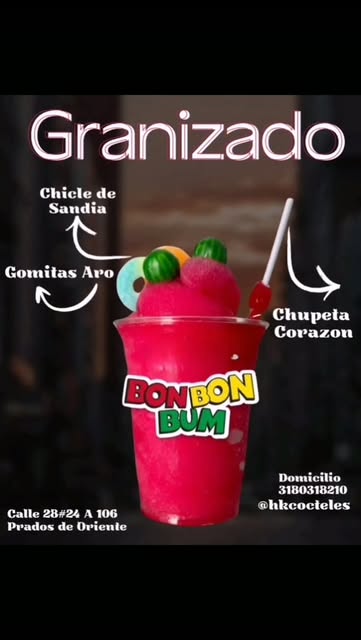 Granizado
Chicle de
Sandia
Gomitas Aro
Chupeta
Corazon
BON BON
BUM
Domicilio
3180318210
@hkcocteles
Calle 28#24 A 106
Prados de Oriente